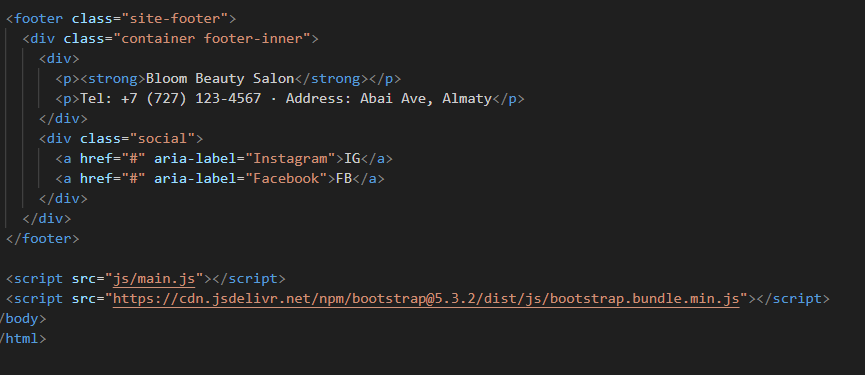 <footer class="site-footer">
<div class="container footer-inner">
<div>
<p><strong>Bloom Beauty Salon</strong></p>
<p>Tel: +7 (727) 123-4567 · Address: Abai Ave, Almaty</p>
</div>
<div class="social">
<a href="#" aria-label="Instagram">IG</a>
<a href="#" aria-label="Facebook">FB</a>
</div>
</div>
</footer>
<script src="js/main.js"></script>
<script src="https://cdn.jsdelivr.net/npm/bootstrap@5.3.2/dist/js/bootstrap.bundle.min.js"></script>
/body>
/html>